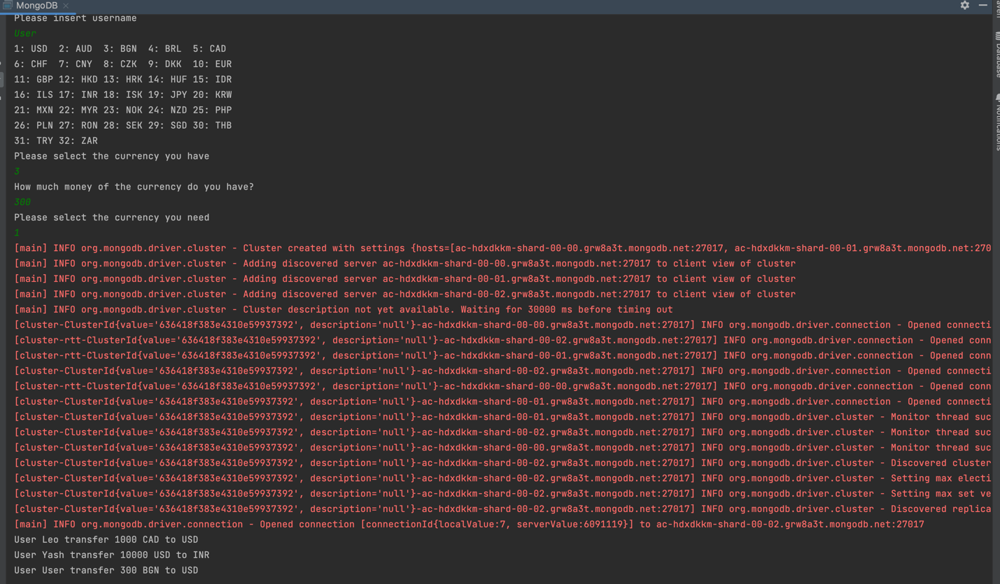 MongoDB
Please insert username
User
1: USD  2: AUD  3: BGN  4: BRL  5: CAD
6: CHF  7: CNY  8: CZK  9: DKK  10: EUR
11: GBP 12: HKD 13: HRK 14: HUF 15: IDR
16: ILS 17: INR 18: ISK 19: JPY 20: KRW
21: MXN 22: MYR 23: NOK 24: NZD 25: PHP
26: PLN 27: RON 28: SEK 29: SGD 30: THB
31: TRY 32: ZAR
Please select the currency you have
3
How much money of the currency do you have?
300
Please select the currency you need
1
[main] INFO org.mongodb.driver.cluster - Cluster created with settings {hosts=[ac-hdxdkkm-shard-00-00.grw8a3t.mongodb.net:27017, ac-hdxdkkm-shard-00-01.grw8a3t.mongodb.net:270
[main] INFO org.mongodb.driver.cluster - Adding discovered server ac-hdxdkkm-shard-00-00.grw8a3t.mongodb.net:27017 to client view of cluster
[main] INFO org.mongodb.driver.cluster - Adding discovered server ac-hdxdkkm-shard-00-01.grw8a3t.mongodb.net:27017 to client view of cluster
[main] INFO org.mongodb.driver.cluster - Adding discovered server ac-hdxdkkm-shard-00-02.grw8a3t.mongodb.net:27017 to client view of cluster
[main] INFO org.mongodb.driver.cluster - Cluster description not yet available. Waiting for 30000 ms before timing out
[cluster-ClusterId{value='636418f383e4310e59937392', description='null'}-ac-hdxdkkm-shard-00-00.grw8a3t.mongodb.net:27017] INFO org.mongodb.driver.connection - Opened connecti
[cluster-rtt-ClusterId{value='636418f383e4310e59937392', description='null'}-ac-hdxdkkm-shard-00-02.grw8a3t.mongodb.net:27017] INFO org.mongodb.driver.connection - Opened conn
[cluster-rtt-ClusterId{value='636418f383e4310e59937392', description='null'}-ac-hdxdkkm-shard-00-01.grw8a3t.mongodb.net:27017] INFO org.mongodb.driver.connection - Opened conn
[cluster-ClusterId{value='636418f383e4310e59937392', description='null'}-ac-hdxdkkm-shard-00-02.grw8a3t.mongodb.net:27017] INFO org.mongodb.driver.connection - Opened connecti
[cluster-rtt-ClusterId{value='636418f383e4310e59937392', description='null'}-ac-hdxdkkm-shard-00-00.grw8a3t.mongodb.net:27017] INFO org.mongodb.driver.connection - Opened conn
[cluster-ClusterId{value='636418f383e4310e59937392', description='null'}-ac-hdxdkkm-shard-00-01.grw8a3t.mongodb.net:27017] INFO org.mongodb.driver.connection - Opened connecti
[cluster-ClusterId{value='636418f383e4310e59937392', description='null'}-ac-hdxdkkm-shard-00-01.grw8a3t.mongodb.net:27017] INFO org.mongodb.driver.cluster - Monitor thread suc
[cluster-ClusterId{value='636418f383e4310e59937392', description='null'}-ac-hdxdkkm-shard-00-02.grw8a3t.mongodb.net:27017] INFO org.mongodb.driver.cluster - Monitor thread suc
[cluster-ClusterId{value='636418f383e4310e59937392', description='null'}-ac-hdxdkkm-shard-00-00.grw8a3t.mongodb.net:27017] INFO org.mongodb.driver.cluster - Monitor thread suc
[cluster-ClusterId{value='636418f383e4310e59937392', description='null'}-ac-hdxdkkm-shard-00-02.grw8a3t.mongodb.net:27017] INFO org.mongodb.driver.cluster - Discovered cluster
[cluster-ClusterId{value='636418f383e4310e59937392', description='null'}-ac-hdxdkkm-shard-00-02.grw8a3t.mongodb.net:27017] INFO org.mongodb.driver.cluster - Setting max electi
[cluster-ClusterId{value='636418f383e4310e59937392', description='null'}-ac-hdxdkkm-shard-00-02.grw8a3t.mongodb.net:27017] INFO org.mongodb.driver.cluster - Setting max set ve
[cluster-ClusterId{value='636418f383e4310e59937392', description='null'}-ac-hdxdkkm-shard-00-02.grw8a3t.mongodb.net:27017] INFO org.mongodb.driver.cluster - Discovered replica
[main] INFO org.mongodb.driver.connection - Opened connection [connectionId{localValue:7, serverValue:6091119}] to ac-hdxdkkm-shard-00-02.grw8a3t.mongodb.net:27017
User Leo transfer 1000 CAD to USD
User Yash transfer 10000 USD to INR
User User transfer 300 BGN to USD
Database
Notifications